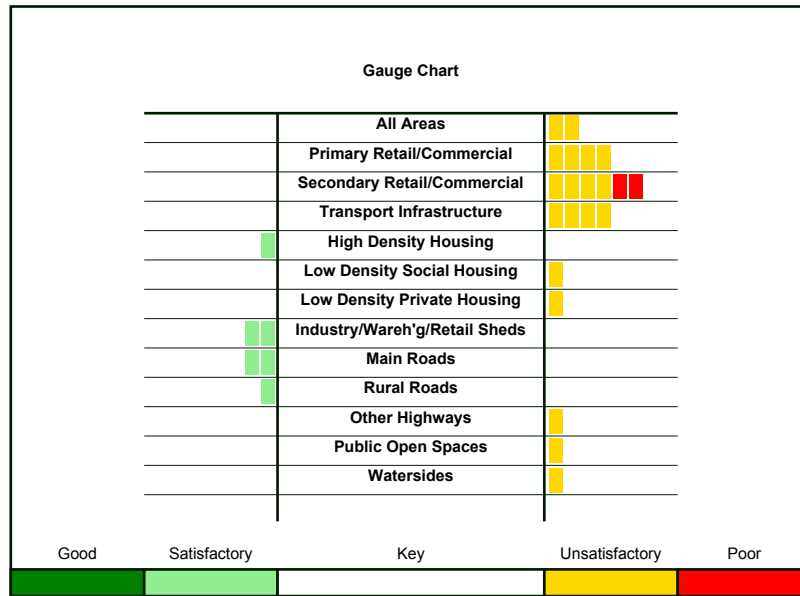 Gauge Chart
All Areas
Primary Retail/Commercial
Secondary Retail/Commercial
Transport Infrastructure
High Density Housing
Low Density Social Housing
Low Density Private Housing
Industry/Wareh'g/Retail Sheds
Main Roads
Rural Roads
Other Highways
Public Open Spaces
Watersides
Good Satisfactory Key Unsatisfactory Poor